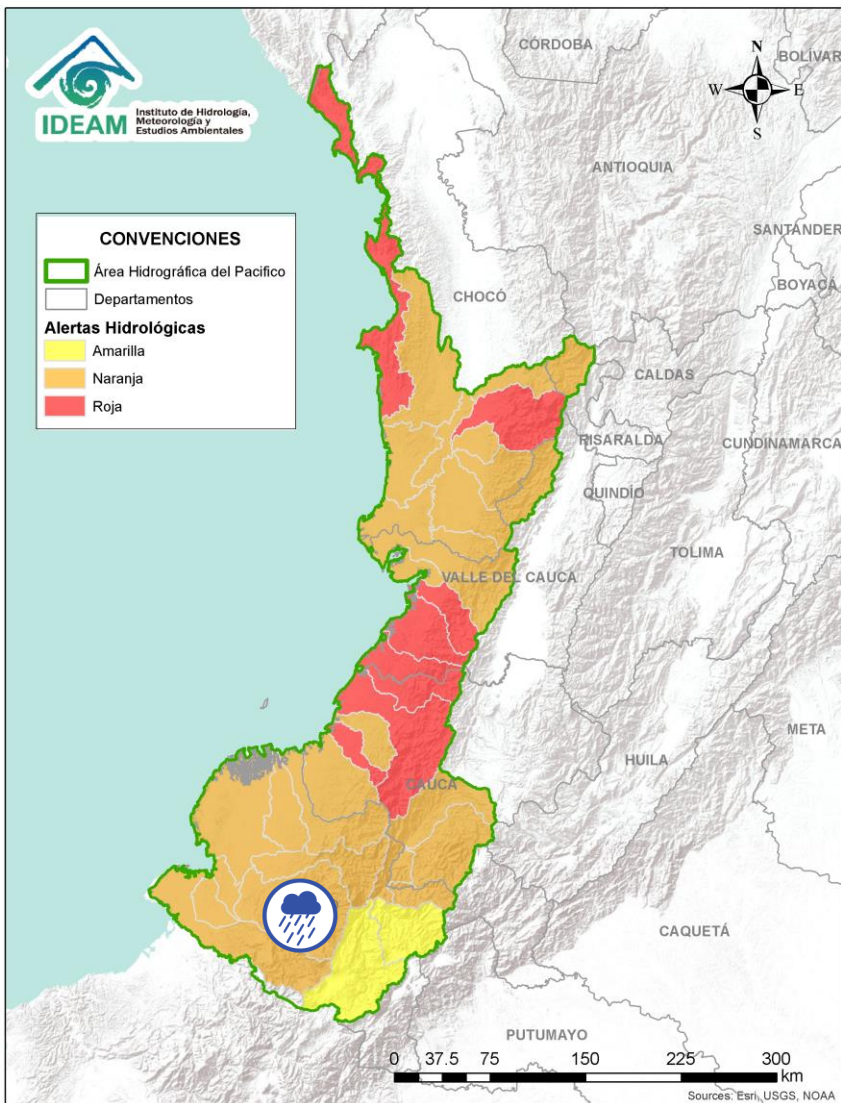 IDEAM
Instituto de Hidrología,
Meteorología y
Estudios Ambientales
CÓRDOBA
BOLÍVAR
N
W
E
S
ANTIOQUIA
SANTANDER
BOYACÁ
CONVENCIONES
Área Hidrográfica del Pacifico
Departamentos
Alertas Hidrológicas
Amarilla
Naranja
Roja
CHOCÓ
CALDAS
RISARALDA
CUNDINAMARCA
QUINDÍO
TOLIMA
VALLE DEL CAUCA
META
HUILA
CAUCA
CAQUETÁ
PUTUMAYO
0 37.5 75 150 225 300
km
Sources: Esri, USGS, NOAA